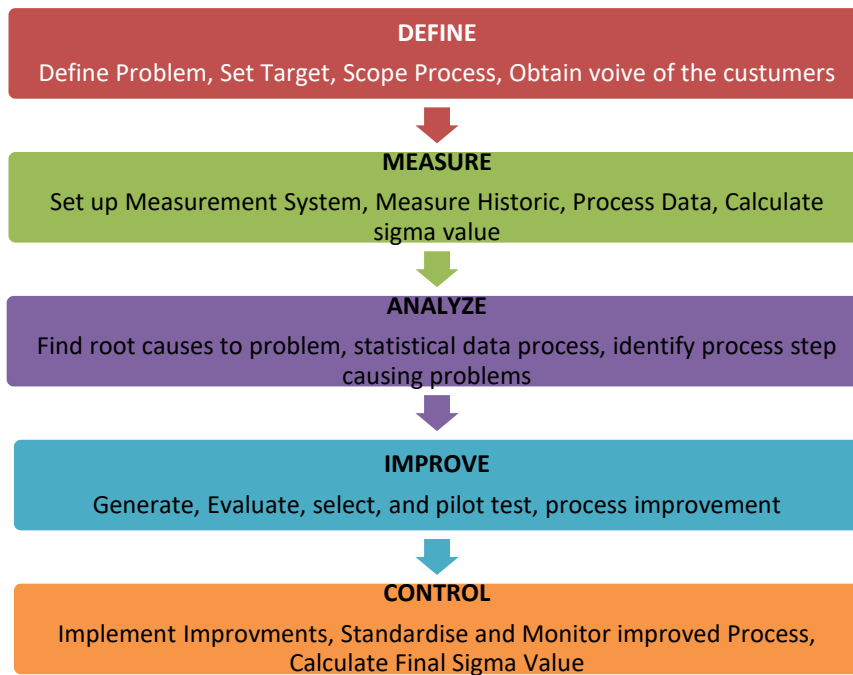 DEFINE
Define Problem, Set Target, Scope Process, Obtain voive of the custumers
MEASURE
Set up Measurement System, Measure Historic, Process Data, Calculate
sigma value
ANALYZE
Find root causes to problem, statistical data process, identify process step
causing problems
IMPROVE
Generate, Evaluate, select, and pilot test, process improvement
CONTROL
Implement Improvments, Standardise and Monitor improved Process,
Calculate Final Sigma Value